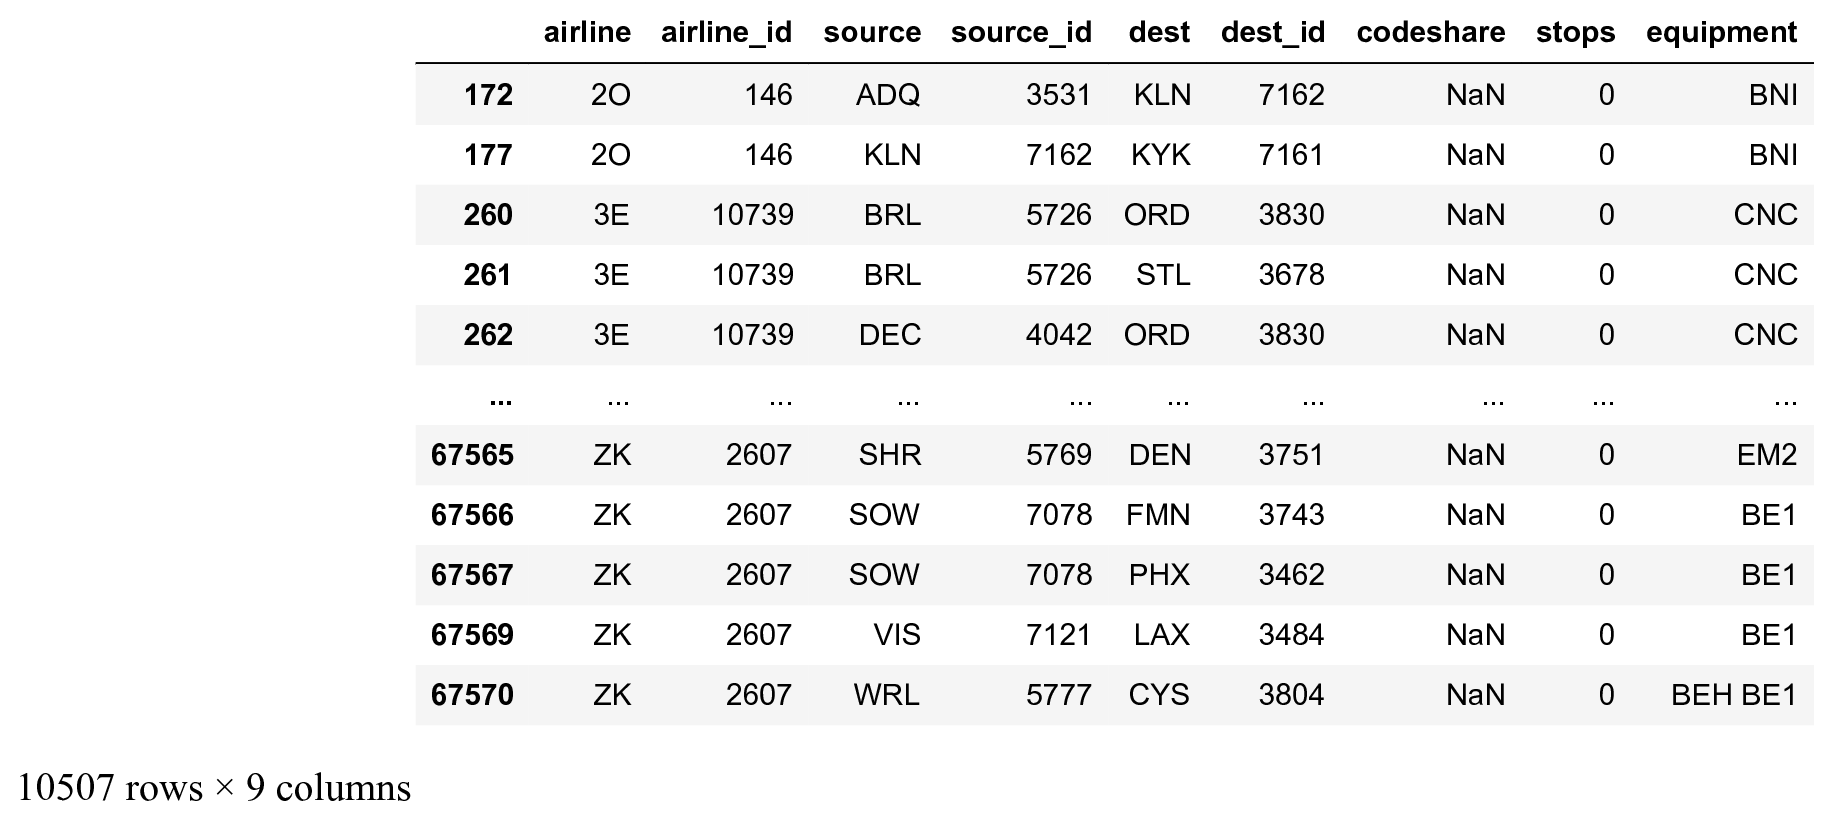 airline airline_id source source_id dest dest_id codeshare stops equipment
172 2O 146 ADQ 3531 KLN 7162 NaN 0 BNI
177 2O 146 KLN 7162 KYK 7161 NaN 0 BNI
260 3E 10739 BRL 5726 ORD 3830 NaN 0 CNC
261 3E 10739 BRL 5726 STL 3678 NaN 0 CNC
262 3E 10739 DEC 4042 ORD 3830 NaN 0 CNC
... ... ... ... ... ... ... ... ... ...
67565 ZK 2607 SHR 5769 DEN 3751 NaN 0 EM2
67566 ZK 2607 SOW 7078 FMN 3743 NaN 0 BE1
67567 ZK 2607 SOW 7078 PHX 3462 NaN 0 BE1
67569 ZK 2607 VIS 7121 LAX 3484 NaN 0 BE1
67570 ZK 2607 WRL 5777 CYS 3804 NaN 0 BEH BE1
10507 rows × 9 columns